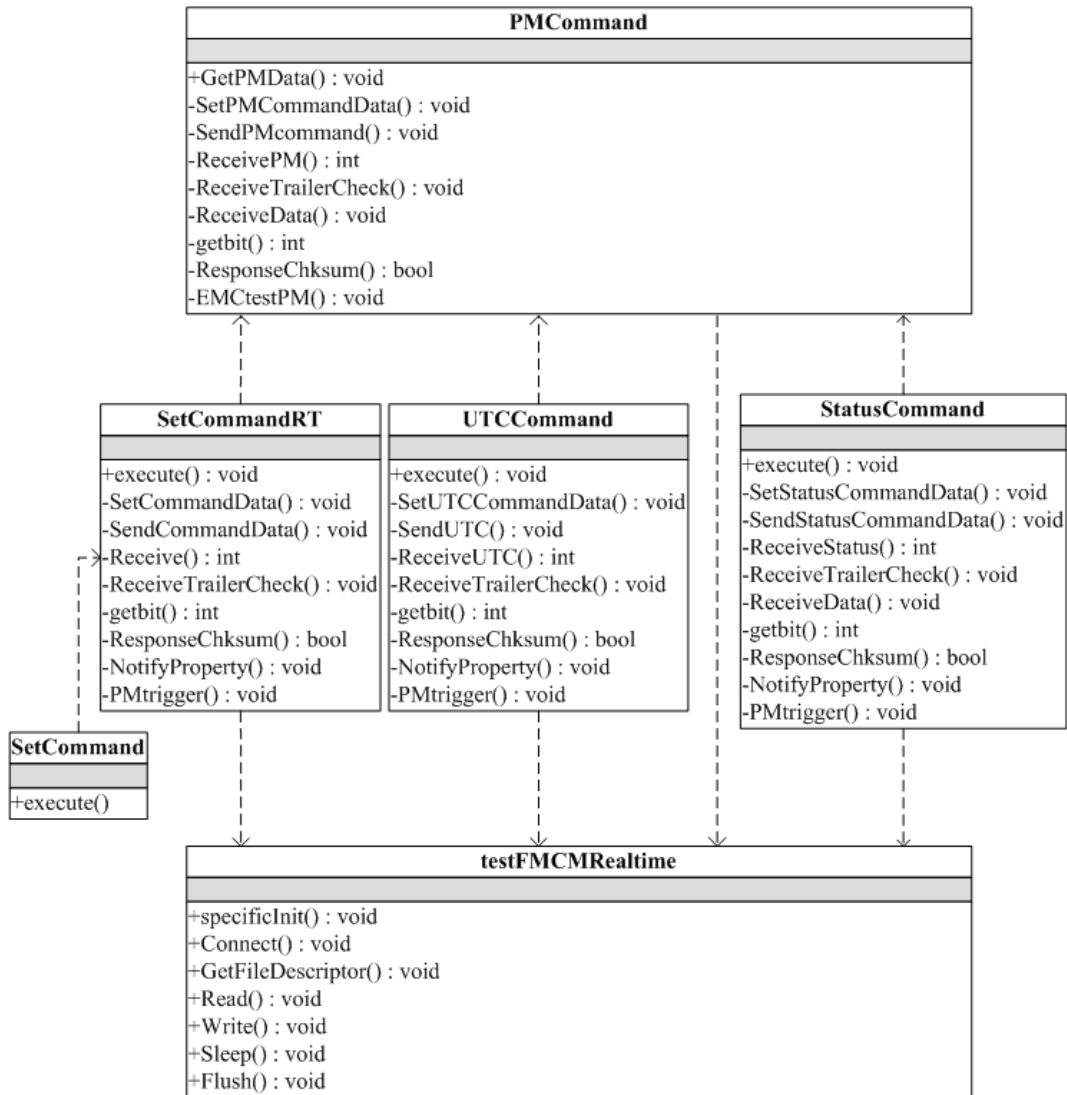 PMCommand
+GetPMData() : void
-SetPMCommandData() : void
-SendPMcommand() : void
-ReceivePM() : int
-ReceiveTrailerCheck() : void
-ReceiveData() : void
-getbit() : int
-ResponseChksum() : bool
-EMCtestPM() : void
SetCommandRT
+execute() : void
-SetCommandData() : void
-SendCommandData() : void
-Receive() : int
-ReceiveTrailerCheck() : void
-getbit() : int
-ResponseChksum() : bool
-NotifyProperty() : void
-PMtrigger() : void
UTCCommand
+execute() : void
-SetUTCCommandData() : void
-SendUTC() : void
-ReceiveUTC() : int
-ReceiveTrailerCheck() : void
-getbit() : int
-ResponseChksum() : bool
-NotifyProperty() : void
-PMtrigger() : void
StatusCommand
+execute() : void
-SetStatusCommandData() : void
-SendStatusCommandData() : void
-ReceiveStatus() : int
-ReceiveTrailerCheck() : void
-ReceiveData() : void
-getbit() : int
-ResponseChksum() : bool
-NotifyProperty() : void
-PMtrigger() : void
SetCommand
+execute()
testFMCMRealtime
+specificInit() : void
+Connect() : void
+GetFileDescriptor() : void
+Read() : void
+Write() : void
+Sleep() : void
+Flush() : void